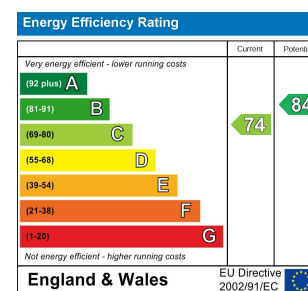 Energy Efficiency Rating
Current Potenti
Very energy efficient - lower running costs
(92 plus) A
(81-91) B
84
(69-80) C
74
(55-68) D
(39-54) E
(21-38) F
(1-20) G
Not energy efficient - higher running costs
England & Wales
EU Directive
2002/91/EC